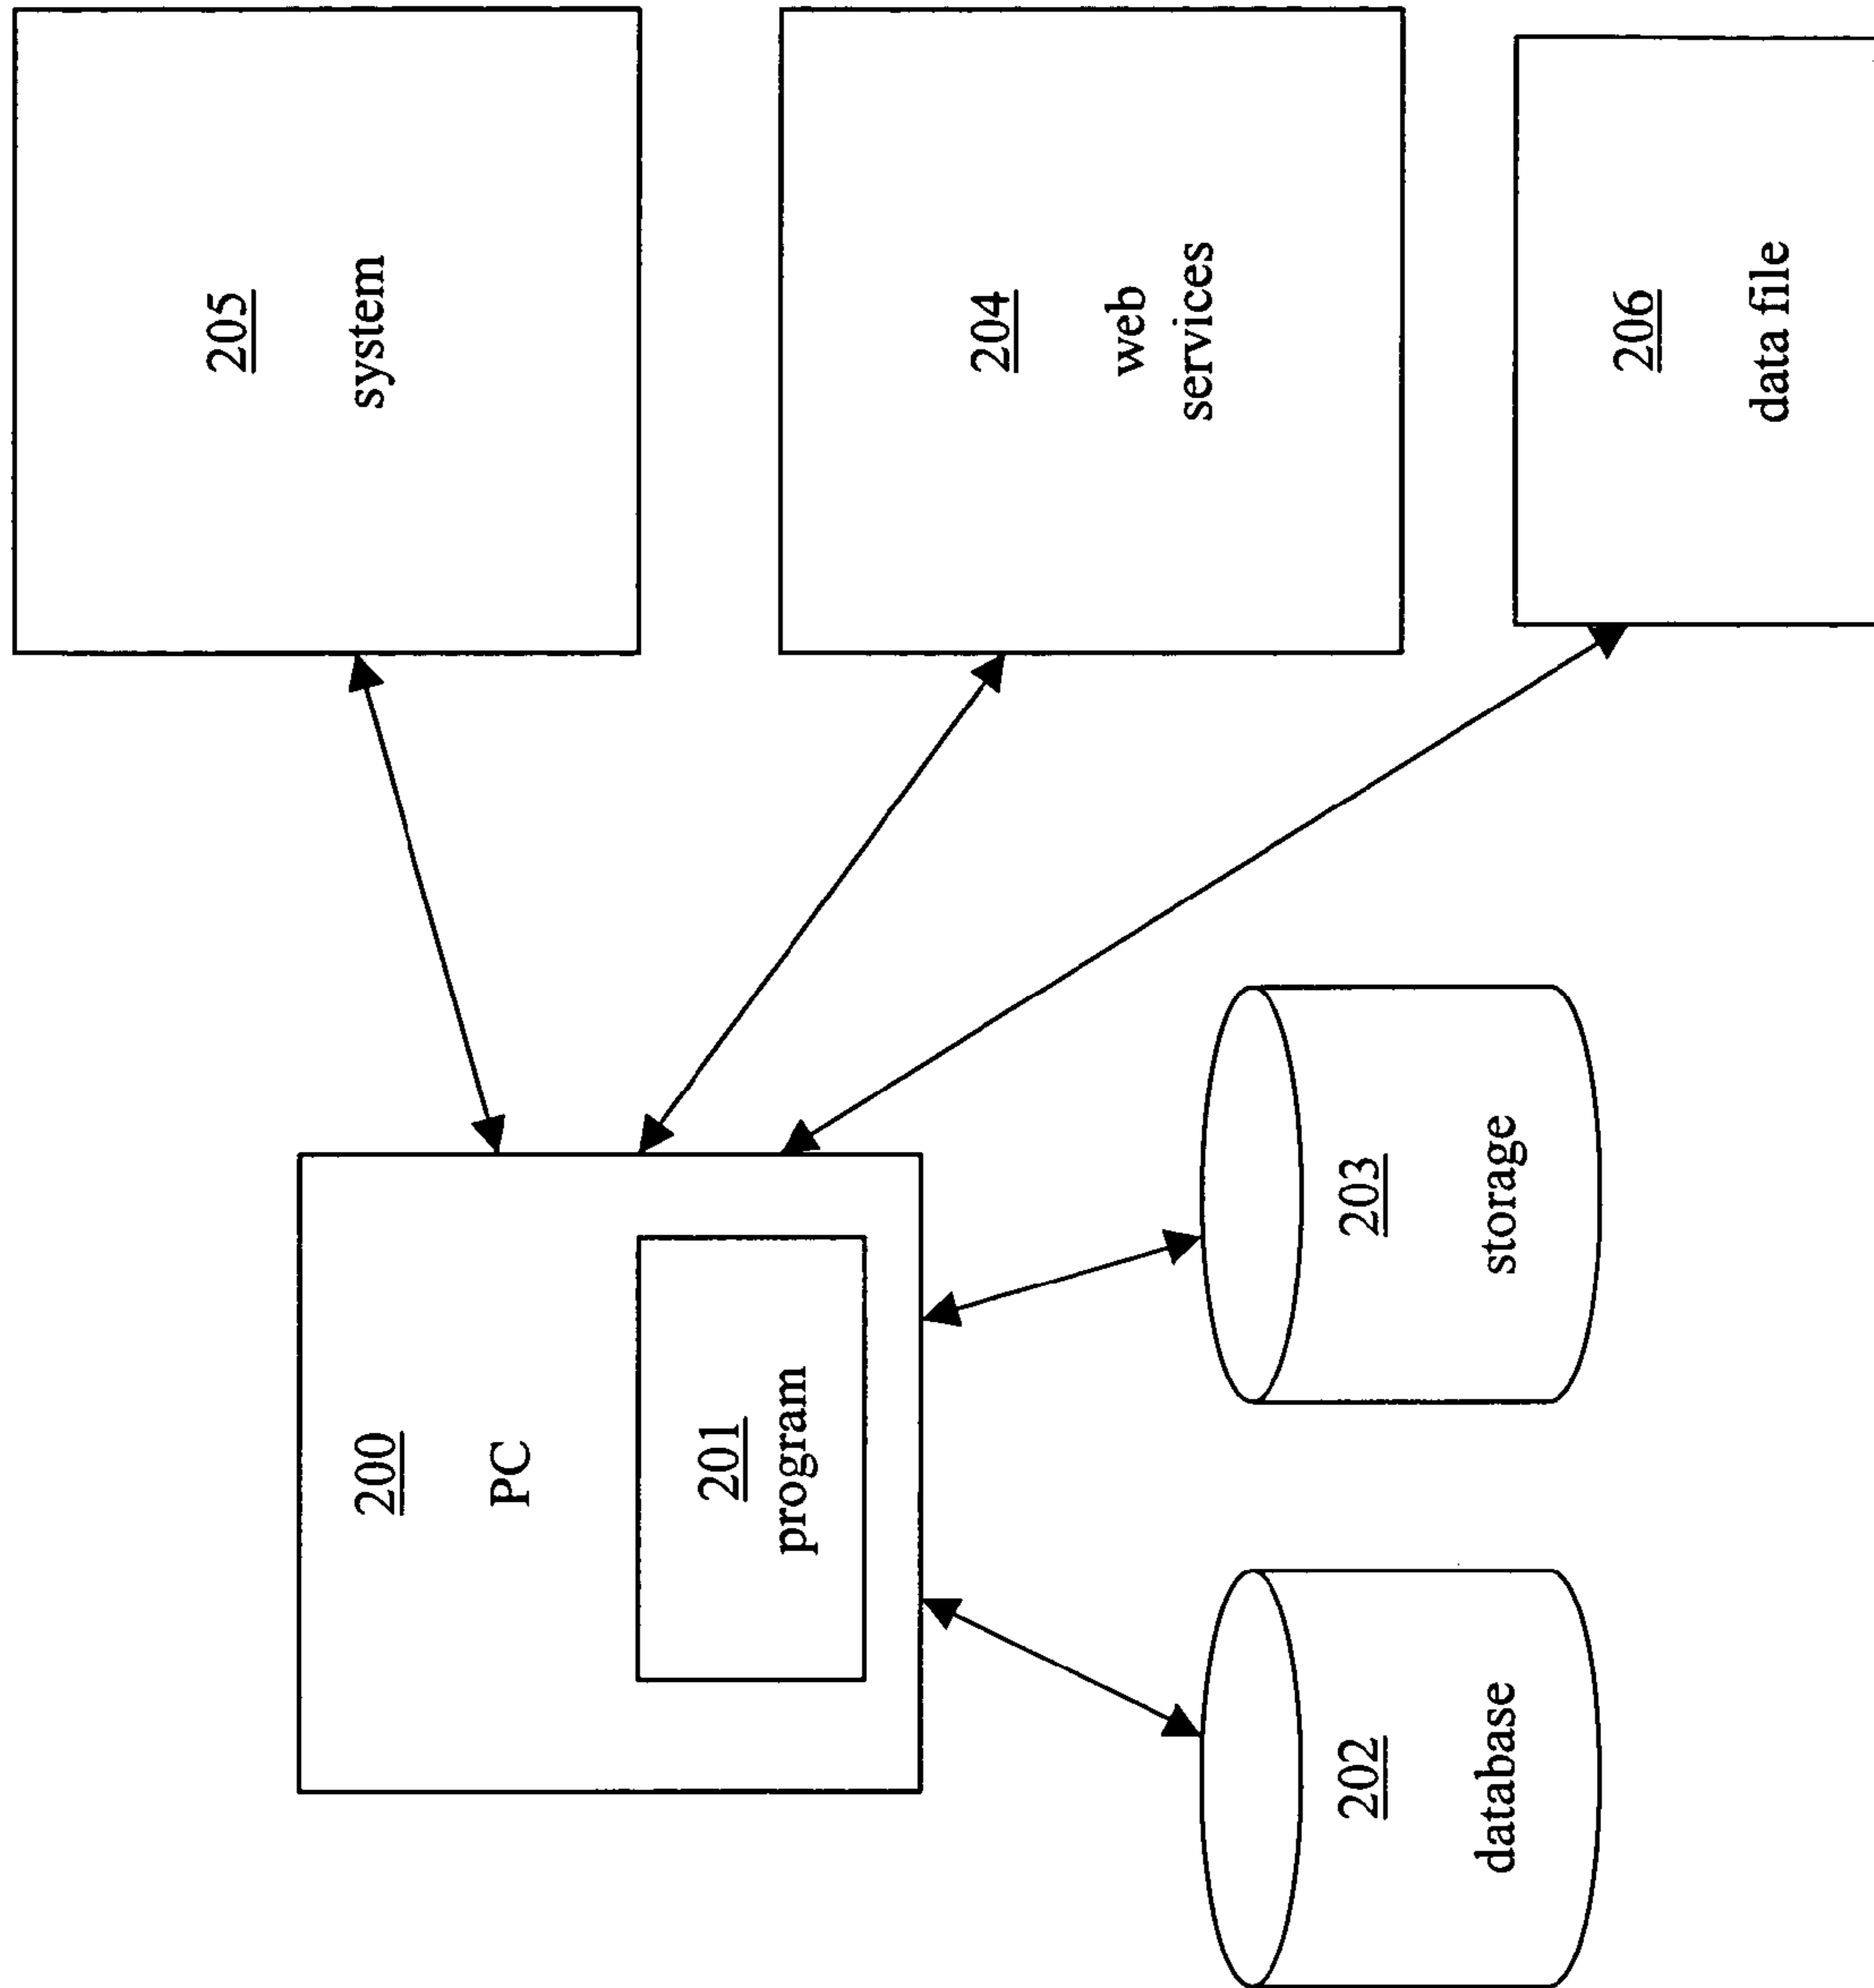 205
system
200
PC
204
web
services
201
program
206
data file
203
storage
202
database